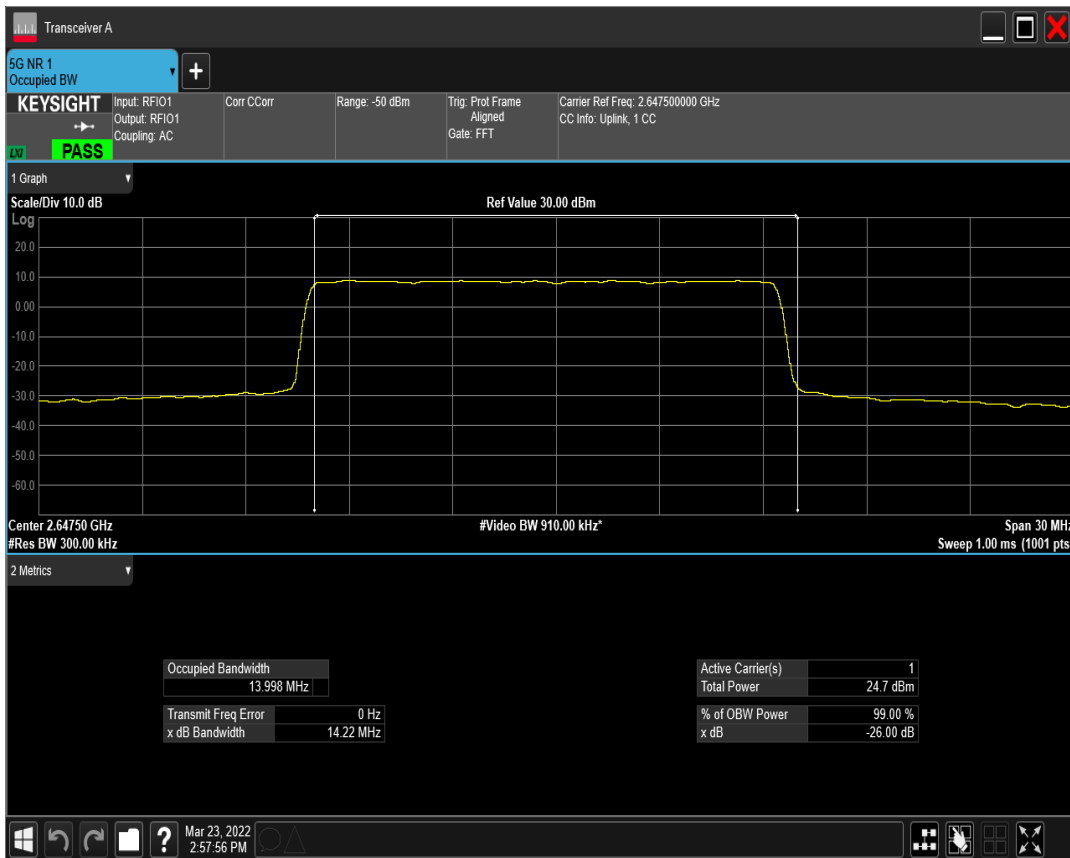 Transceiver A
5G NR 1
Occupied BW
KEYSIGHT
LXI
PASS
Input: RFIO1
Output: RFIO1
Coupling: AC
Corr CCorr
Range: -50 dBm
Trig: Prot Frame
Aligned
Gate: FFT
Carrier Ref Freq: 2.647500000 GHz
CC Info: Uplink, 1 CC
1 Graph
Scale/Div 10.0 dB
Ref Value 30.00 dBm
Log
20.0
10.0
0.00
-10.0
-20.0
-30.0
-40.0
-50.0
-60.0
Center 2.64750 GHz
#Video BW 910.00 kHz*
Span 30 MHz
#Res BW 300.00 kHz
Sweep 1.00 ms (1001 pts
2 Metrics
Occupied Bandwidth
13.998 MHz
Transmit Freq Error 0 Hz
x dB Bandwidth 14.22 MHz
Active Carrier(s) 1
Total Power 24.7 dBm
% of OBW Power 99.00 %
x dB -26.00 dB
Mar 23, 2022
2:57:56 PM